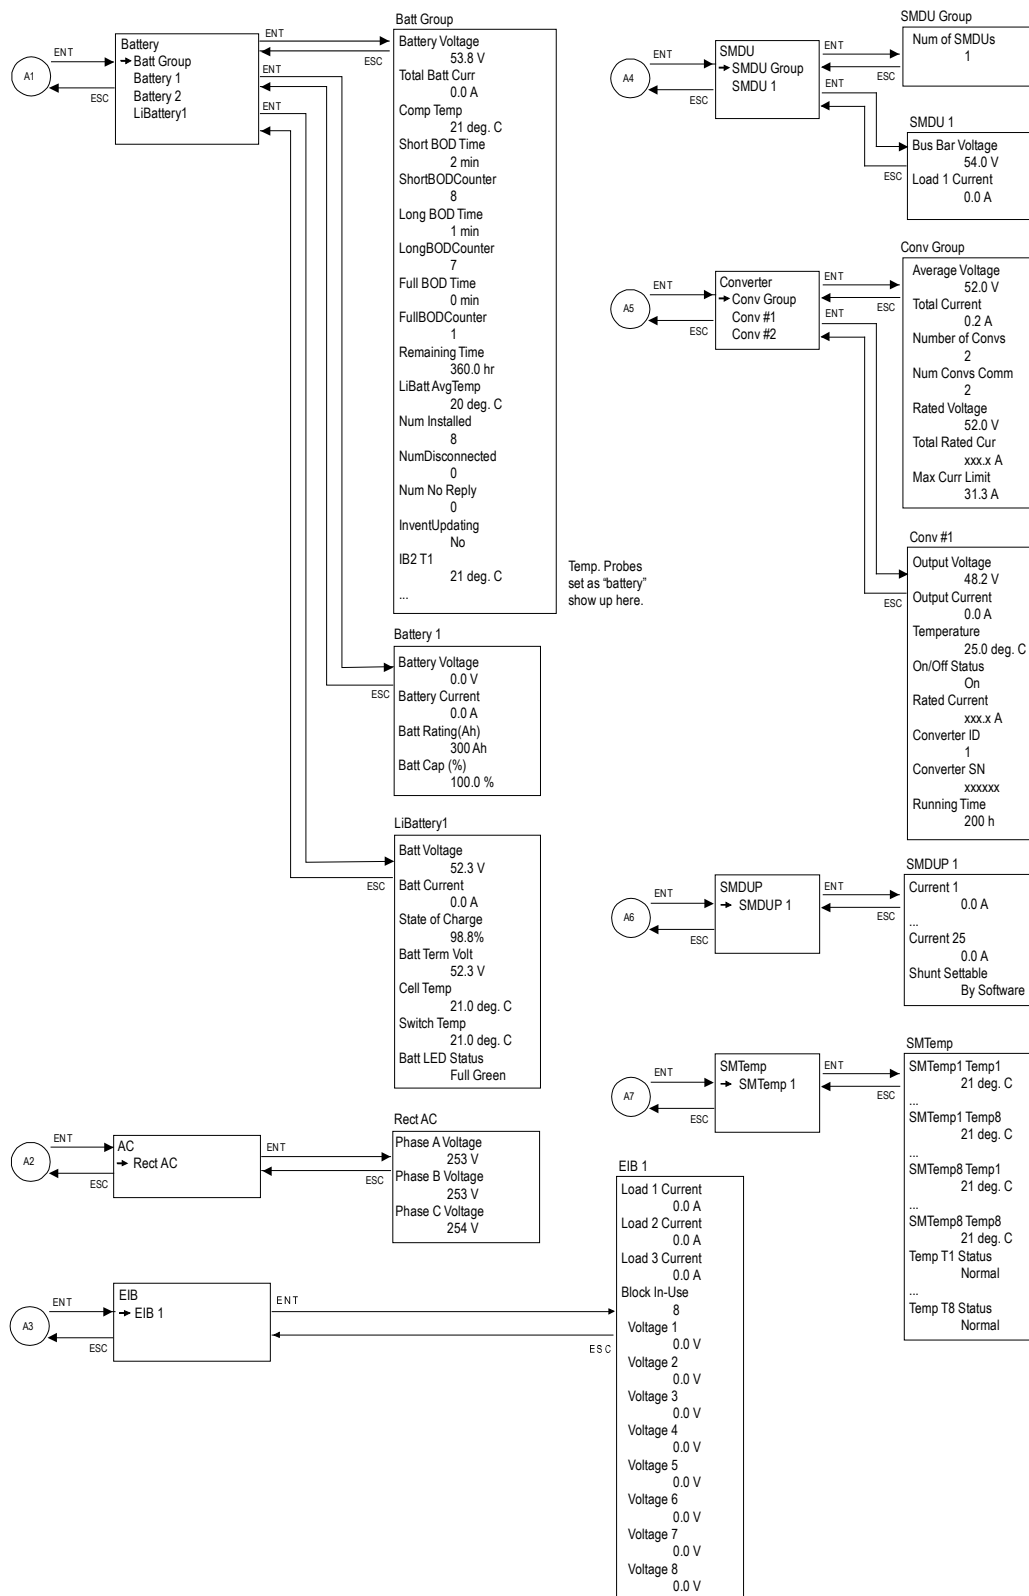 A1
ENT
ESC
Battery
Batt Group
Battery 1
Battery 2
LiBattery1
ENT
ESC
ENT
ENT
Batt Group
Battery Voltage
53.8 V
Total Batt Curr
0.0 A
Comp Temp
21 deg. C
Short BOD Time
2 min
ShortBODCounter
8
Long BOD Time
1 min
LongBODCounter
7
Full BOD Time
0 min
FullBODCounter
1
Remaining Time
360.0 hr
LiBatt AvgTemp
20 deg. C
Num Installed
8
NumDisconnected
0
Num No Reply
0
InventUpdating
No
IB2 T1
21 deg. C
...
Temp. Probes
set as “battery”
show up here.
Battery 1
ESC
Battery Voltage
0.0 V
Battery Current
0.0 A
Batt Rating(Ah)
300 Ah
Batt Cap (%)
100.0 %
LiBattery1
ESC
Batt Voltage
52.3 V
Batt Current
0.0 A
State of Charge
98.8%
Batt Term Volt
52.3 V
Cell Temp
21.0 deg. C
Switch Temp
21.0 deg. C
Batt LED Status
Full Green
A2
ENT
ESC
AC
Rect AC
ENT
ESC
Rect AC
Phase A Voltage
253 V
Phase B Voltage
253 V
Phase C Voltage
254 V
A3
ENT
ESC
EIB
EIB 1
ENT
ESC
EIB 1
Load 1 Current
0.0 A
Load 2 Current
0.0 A
Load 3 Current
0.0 A
Block In-Use
8
Voltage 1
0.0 V
Voltage 2
0.0 V
Voltage 3
0.0 V
Voltage 4
0.0 V
Voltage 5
0.0 V
Voltage 6
0.0 V
Voltage 7
0.0 V
Voltage 8
0.0 V
A4
ENT
ESC
SMDU
SMDU Group
SMDU 1
ENT
ESC
ENT
SMDU Group
Num of SMDUs
1
SMDU 1
ESC
Bus Bar Voltage
54.0 V
Load 1 Current
0.0 A
A5
ENT
ESC
Converter
Conv Group
Conv #1
Conv #2
ENT
ESC
ENT
Conv Group
Average Voltage
52.0 V
Total Current
0.2 A
Number of Convs
2
Num Convs Comm
2
Rated Voltage
52.0 V
Total Rated Cur
xxx.x A
Max Curr Limit
31.3 A
Conv #1
ESC
Output Voltage
48.2 V
Output Current
0.0 A
Temperature
25.0 deg. C
On/Off Status
On
Rated Current
xxx.x A
Converter ID
1
Converter SN
xxxxxx
Running Time
200 h
A6
ENT
ESC
SMDUP
SMDUP 1
ENT
ESC
SMDUP 1
Current 1
0.0 A
...
Current 25
0.0 A
Shunt Settable
By Software
A7
ENT
ESC
SMTemp
SMTemp 1
ENT
ESC
SMTemp
SMTemp1 Temp1
21 deg. C
...
SMTemp1 Temp8
21 deg. C
...
SMTemp8 Temp1
21 deg. C
...
SMTemp8 Temp8
21 deg. C
Temp T1 Status
Normal
...
Temp T8 Status
Normal